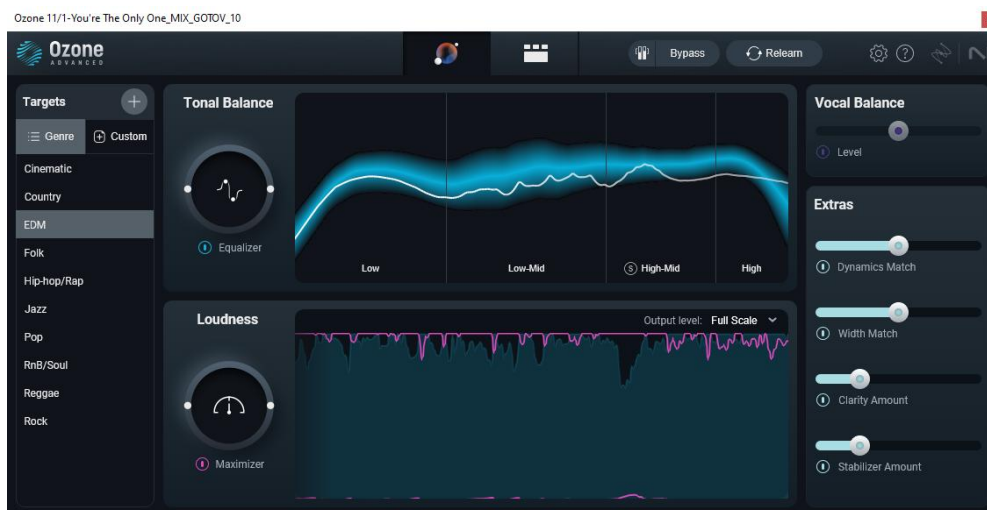 Ozone 11/1-You're The Only One_MIX_GOTOV_10
Ozone
ADVANCED
Bypass
Relearn
Targets
Genre
Custom
Cinematic
Country
EDM
Folk
Hip-hop/Rap
Jazz
Pop
RnB/Soul
Reggae
Rock
Tonal Balance
Equalizer
Low
Low-Mid
S High-Mid
High
Loudness
Output level: Full Scale
Maximizer
Vocal Balance
Level
Extras
Dynamics Match
Width Match
Clarity Amount
Stabilizer Amount